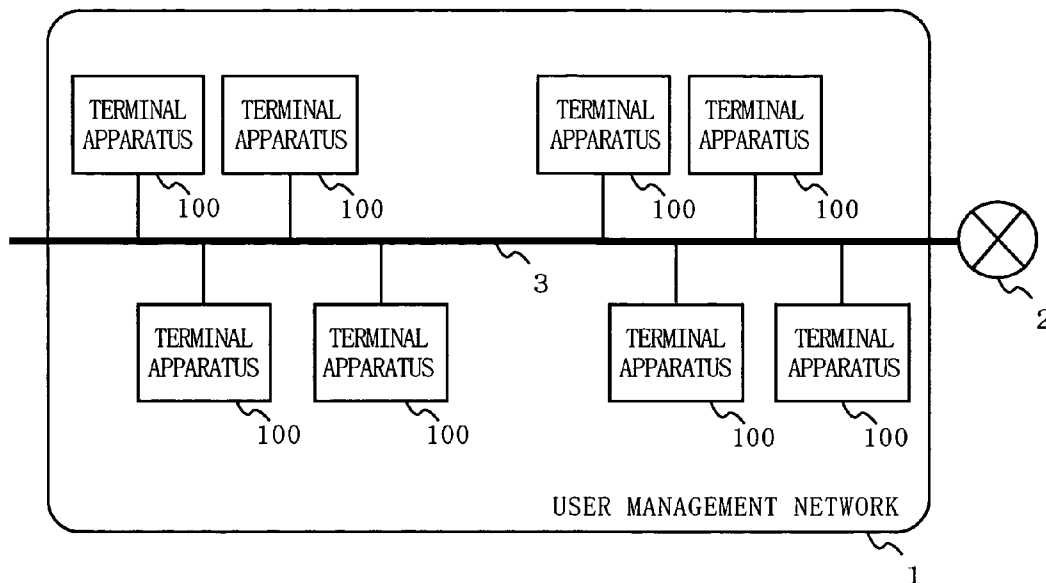 TERMINAL
APPARATUS
100
TERMINAL
APPARATUS
100
TERMINAL
APPARATUS
100
TERMINAL
APPARATUS
100
3
2
TERMINAL
APPARATUS
100
TERMINAL
APPARATUS
100
TERMINAL
APPARATUS
100
TERMINAL
APPARATUS
100
USER MANAGEMENT NETWORK
1